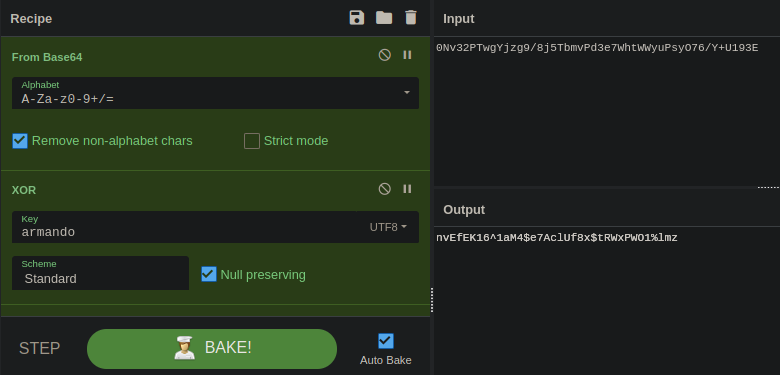 Recipe
From Base64
Alphabet
A-Za-z0-9+/=
Remove non-alphabet chars
Strict mode
XOR
Key
armando
UTF8
Scheme
Standard
Null preserving
STEP
BAKE!
Auto Bake
Input
0Nv32PTwgYjzg9/8j5TbmvPd3e7WhtWWyuPsyO76/Y+U193E
Output
nvEfEK16^1aM4$e7AclUf8x$tRWxPWO1%lmz